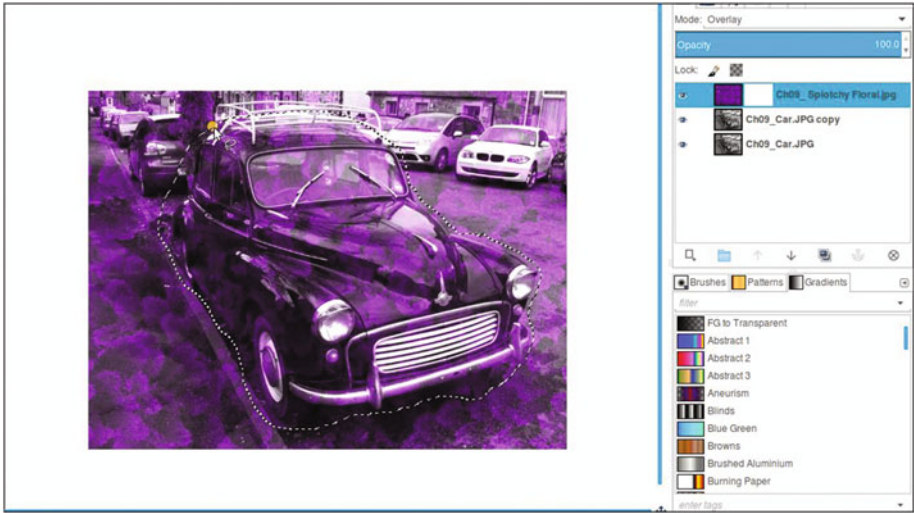 Mode: Overlay
Opacity 100.0
Lock:
Ch09_ Splotchy Floral.jpg
Ch09_Car.JPG copy
Ch09_Car.JPG
Brushes Patterns Gradients
filter
FG to Transparent
Abstract 1
Abstract 2
Abstract 3
Aneurism
Blinds
Blue Green
Browns
Brushed Aluminium
Burning Paper
enter tags